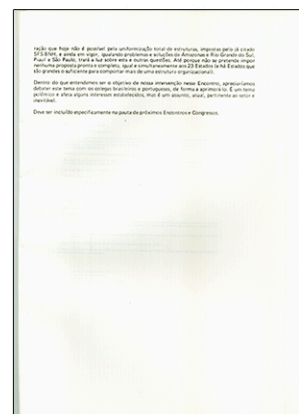 ração que hoje não é possível pela uniformização total de estruturas, impostas pelo já citado
SFS/BNH, e ainda em vigor, igualando problemas e soluções do Amazonas e Rio Grande do Sul,
Piauí e São Paulo, trará a luz sobre esta e outras questões. Até porque não se pretende impor
nenhuma proposta pronta e completa, igual e simultaneamente aos 23 Estados (e há Estados que
são grandes o suficiente para comportar mais de uma estrutura organizacional).
Dentro do que entendemos ser o objetivo de nossa intervenção nesse Encontro, apreciaríamos
debater este tema com os colegas brasileiros e portugueses, de forma a aprimorá-lo. É um tema
polêmico e afeta alguns interesses estabelecidos, mas é um assunto, atual, pertinente ao setor e
inevitável.
Deve ser incluído especificamente na pauta de próximos Encontros e Congressos.